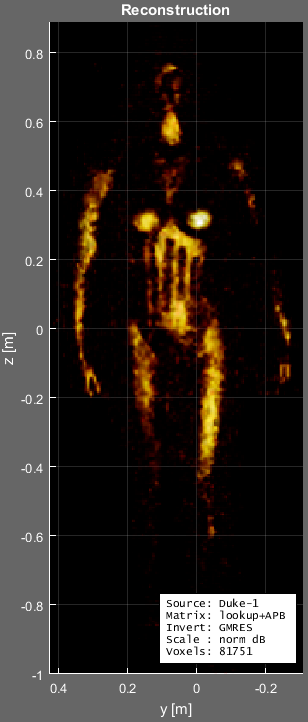 Reconstruction
0.8
0.6
0.4
0.2
0
-0.2
-0.4
-0.6
-0.8
-1
z [m]
Source: Duke-1
Matrix: lookup+APB
Invert: GMRES
Scale : norm dB
Voxels: 81751
0.4 0.2 0 -0.2
y [m]